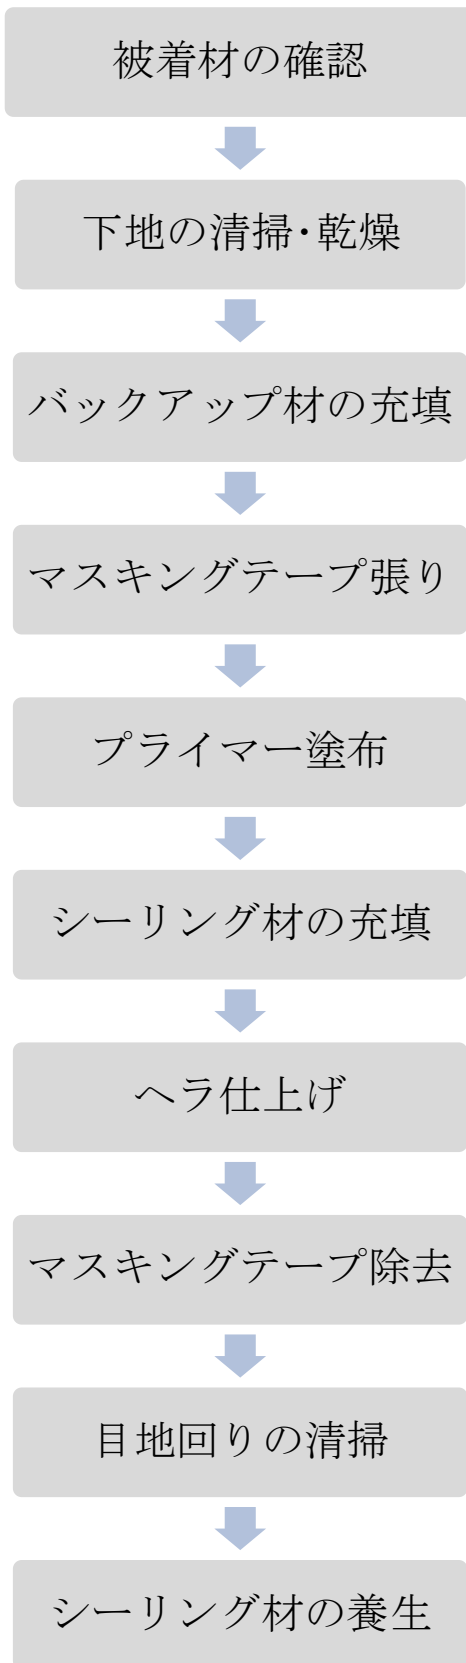 被着材の確認
下地の清掃･乾燥
バックアップ材の充填
マスキングテープ張り
プライマー塗布
シーリング材の充填
ヘラ仕上げ
マスキングテープ除去
目地回りの清掃
シーリング材の養生